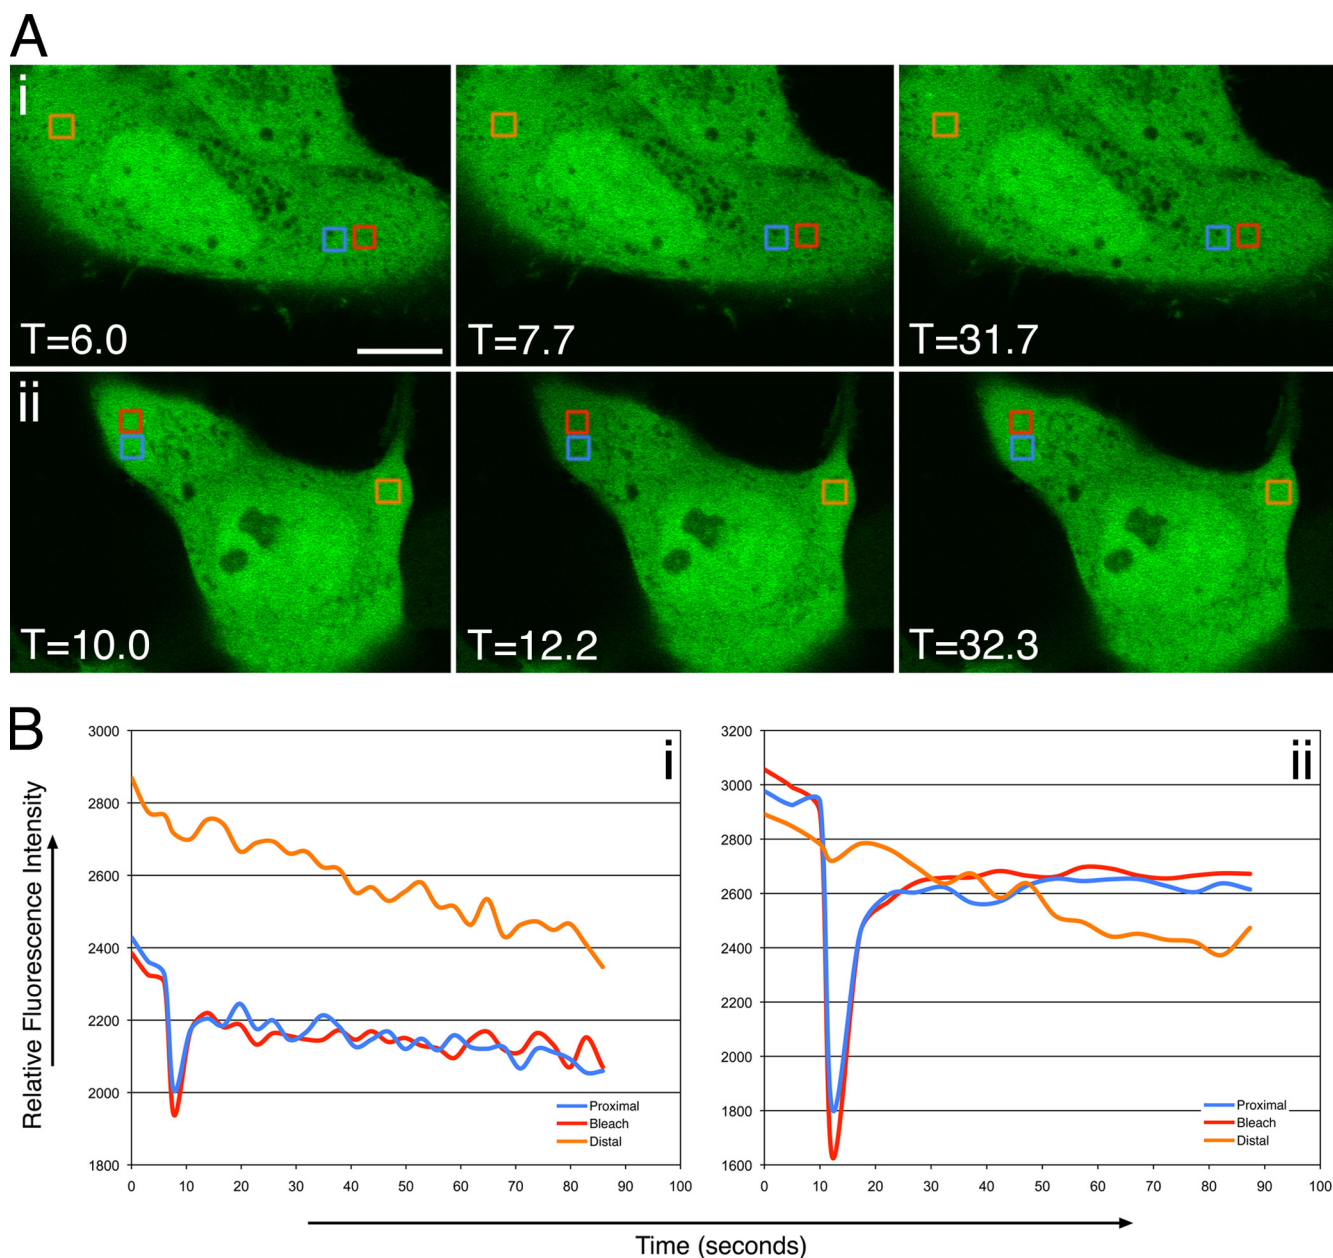 A
i
T=6.0
T=7.7
T=31.7
ii
T=10.0
T=12.2
T=32.3
B
Relative Fluorescence Intensity
i
3000
2800
2600
2400
2200
2000
1800
0 10 20 30 40 50 60 70 80 90 100
Proximal
Bleach
Distal
ii
3200
3000
2800
2600
2400
2200
2000
1800
1600
0 10 20 30 40 50 60 70 80 90 100
Proximal
Bleach
Distal
Time (seconds)